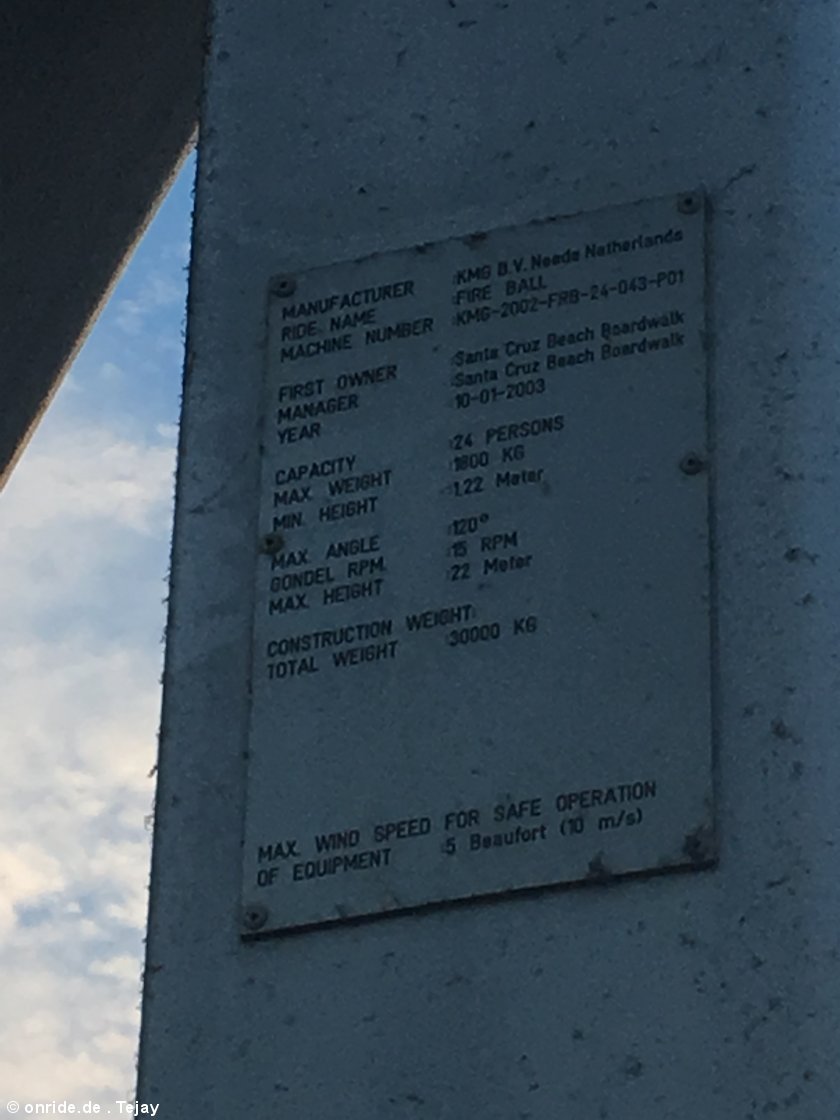 MANUFACTURER :KMG B.V. Neede Netherlands
RIDE NAME :FIRE BALL
MACHINE NUMBER :KMG-2002-FRB-24-043-P01
FIRST OWNER :Santa Cruz Beach Boardwalk
MANAGER :Santa Cruz Beach Boardwalk
YEAR :10-01-2003
CAPACITY :24 PERSONS
MAX. WEIGHT :1800 KG
MIN. HEIGHT :1.22 Meter
MAX. ANGLE :120°
GONDEL RPM. :15 RPM
MAX. HEIGHT :22 Meter
CONSTRUCTION WEIGHT:
TOTAL WEIGHT :30000 KG
MAX. WIND SPEED FOR SAFE OPERATION
OF EQUIPMENT :5 Beaufort (10 m/s)
© onride.de . Tejay